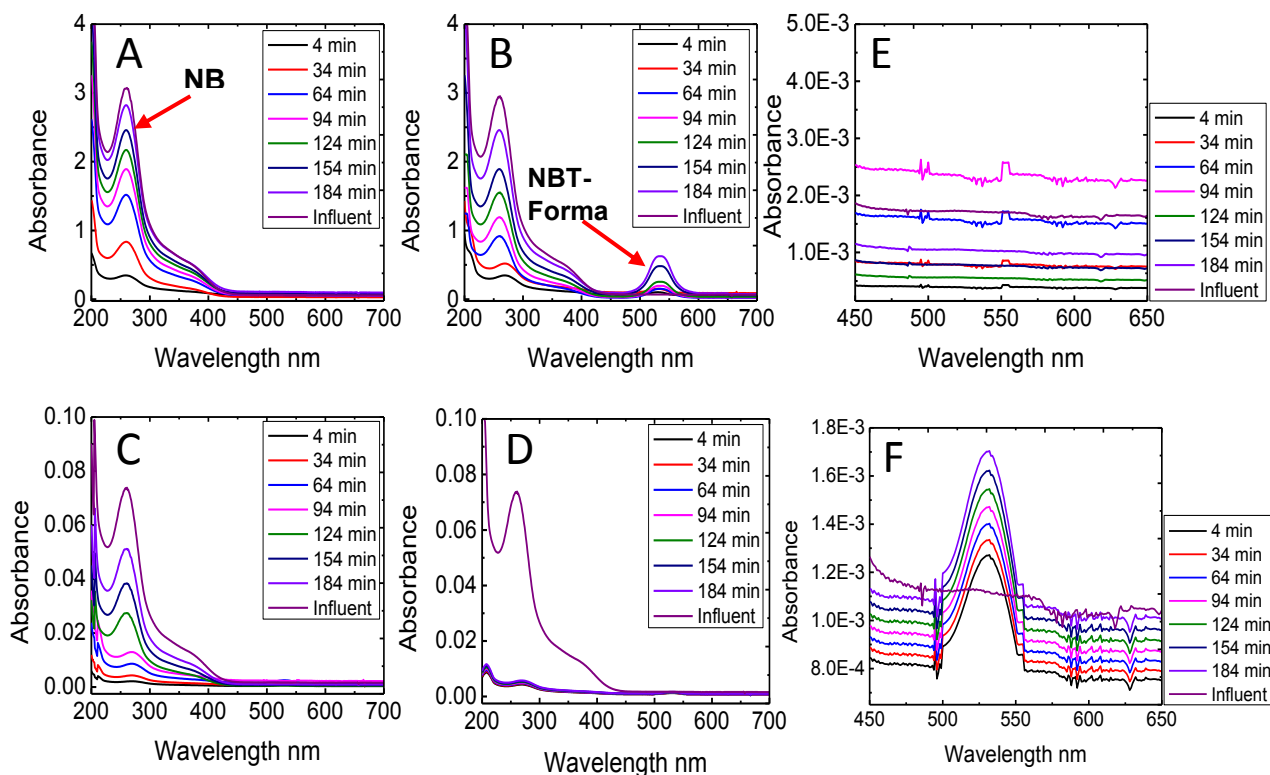 A
NB
Absorbance
4
3
2
1
0
200 300 400 500 600 700
Wavelength nm
4 min
34 min
64 min
94 min
124 min
154 min
184 min
Influent
B
NBT-
Forma
Absorbance
4
3
2
1
0
200 300 400 500 600 700
Wavelength nm
4 min
34 min
64 min
94 min
124 min
154 min
184 min
Influent
E
Absorbance
5.0E-3
4.0E-3
3.0E-3
2.0E-3
1.0E-3
450 500 550 600 650
Wavelength nm
4 min
34 min
64 min
94 min
124 min
154 min
184 min
Influent
C
Absorbance
0.10
0.08
0.06
0.04
0.02
0.00
200 300 400 500 600 700
Wavelength nm
4 min
34 min
64 min
94 min
124 min
154 min
184 min
Influent
D
Absorbance
0.10
0.08
0.06
0.04
0.02
0.00
200 300 400 500 600 700
Wavelength nm
4 min
34 min
64 min
94 min
124 min
154 min
184 min
Influent
F
Absorbance
1.8E-3
1.6E-3
1.4E-3
1.2E-3
1.0E-3
8.0E-4
450 500 550 600 650
Wavelength nm
4 min
34 min
64 min
94 min
124 min
154 min
184 min
Influent